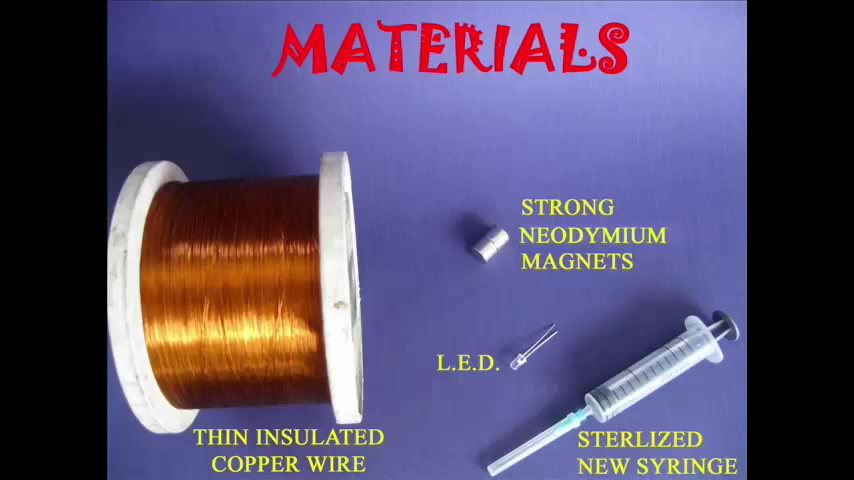 MATERIALS
STRONG
NEODYMIUM
MAGNETS
L.E.D.
THIN INSULATED
COPPER WIRE
STERLIZED
NEW SYRINGE